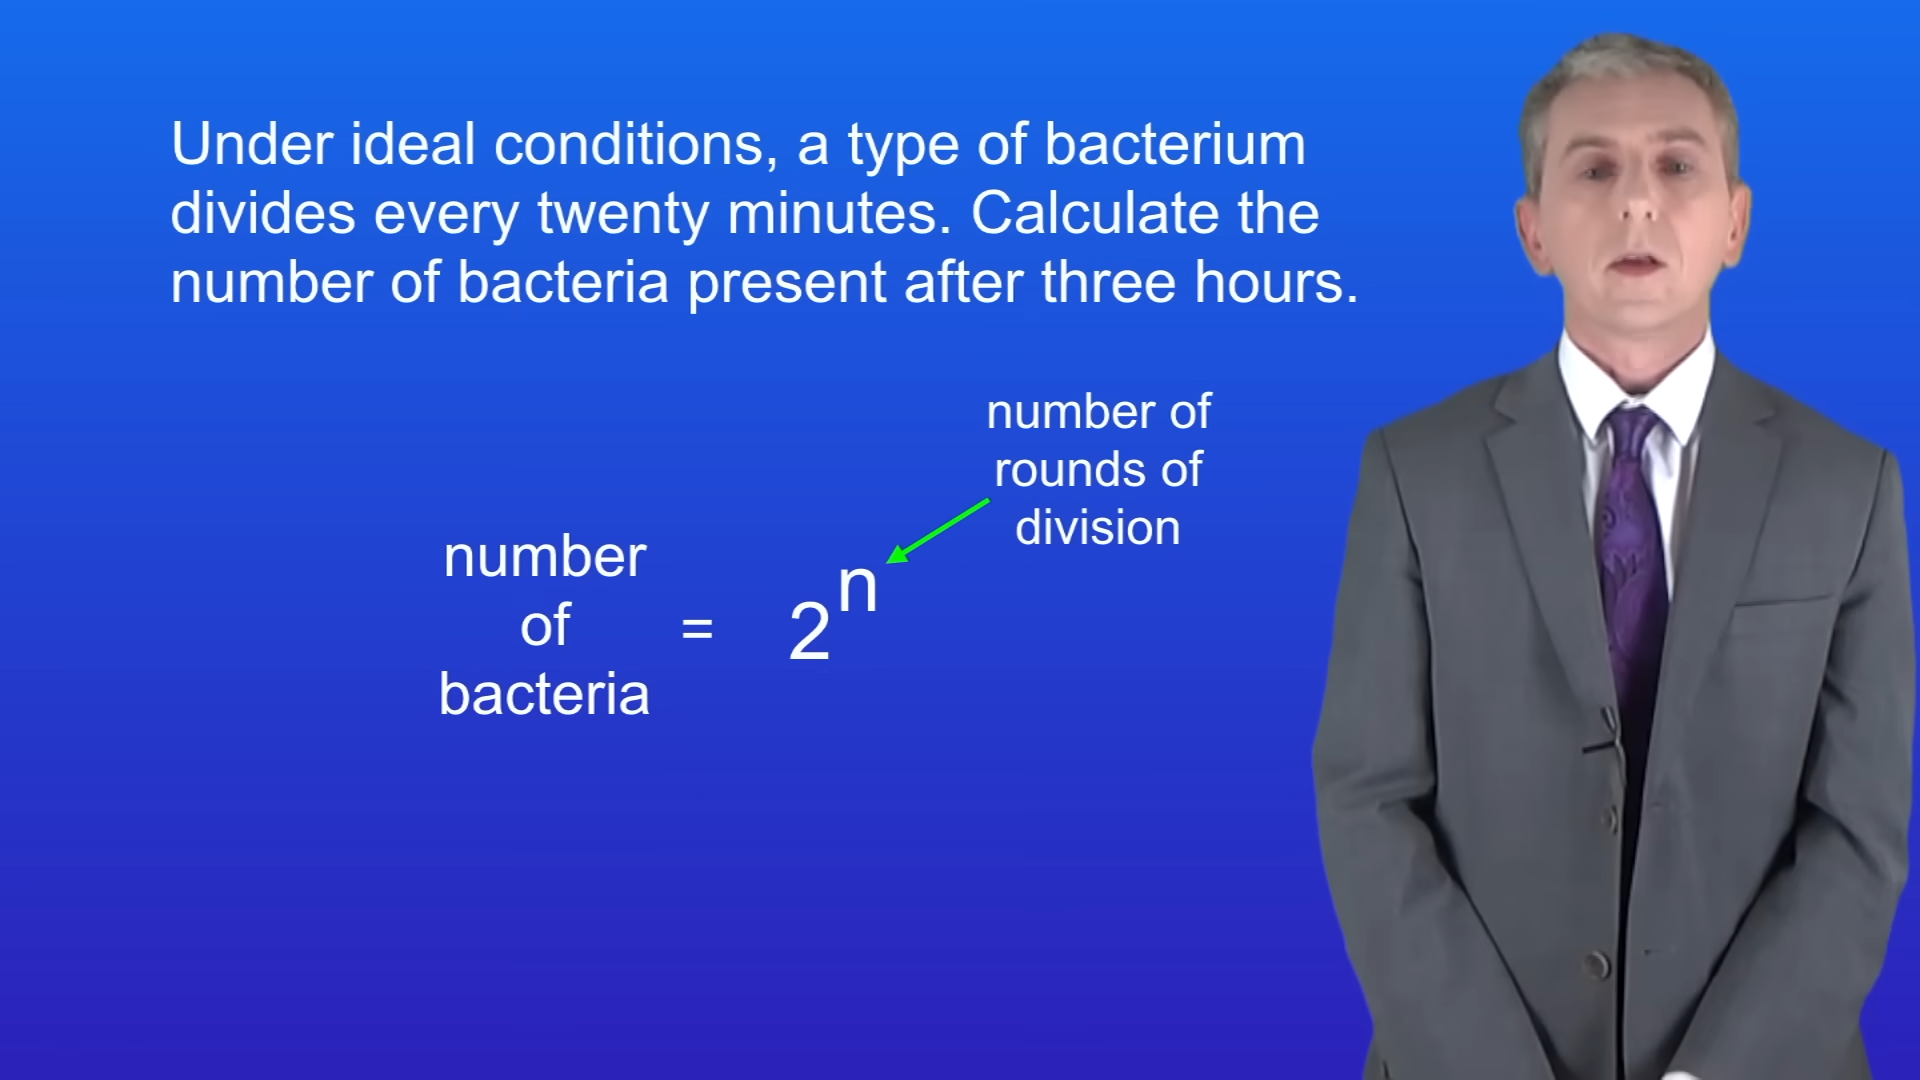 Under ideal conditions, a type of bacterium
divides every twenty minutes. Calculate the
number of bacteria present after three hours.
number of
rounds of
division
number
of
bacteria
= 2^n